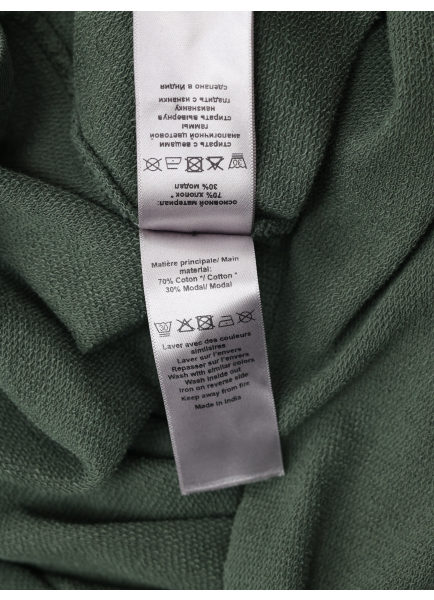 основной материал:
70% хлопок *
30% модал
30
стирать с вещами
аналогичной цветовой
гаммы
стирать вывернув
наизнанку
гладить с изнанки
сделано в Индии
Matière principale/ Main
material:
70% Coton */ Cotton *
30% Modal/ Modal
30
Laver avec des couleurs
similaires
Laver sur l'envers
Repasser sur l'envers
Wash with similar colors
Wash inside out
Iron on reverse side
Keep away from fire
Made in India